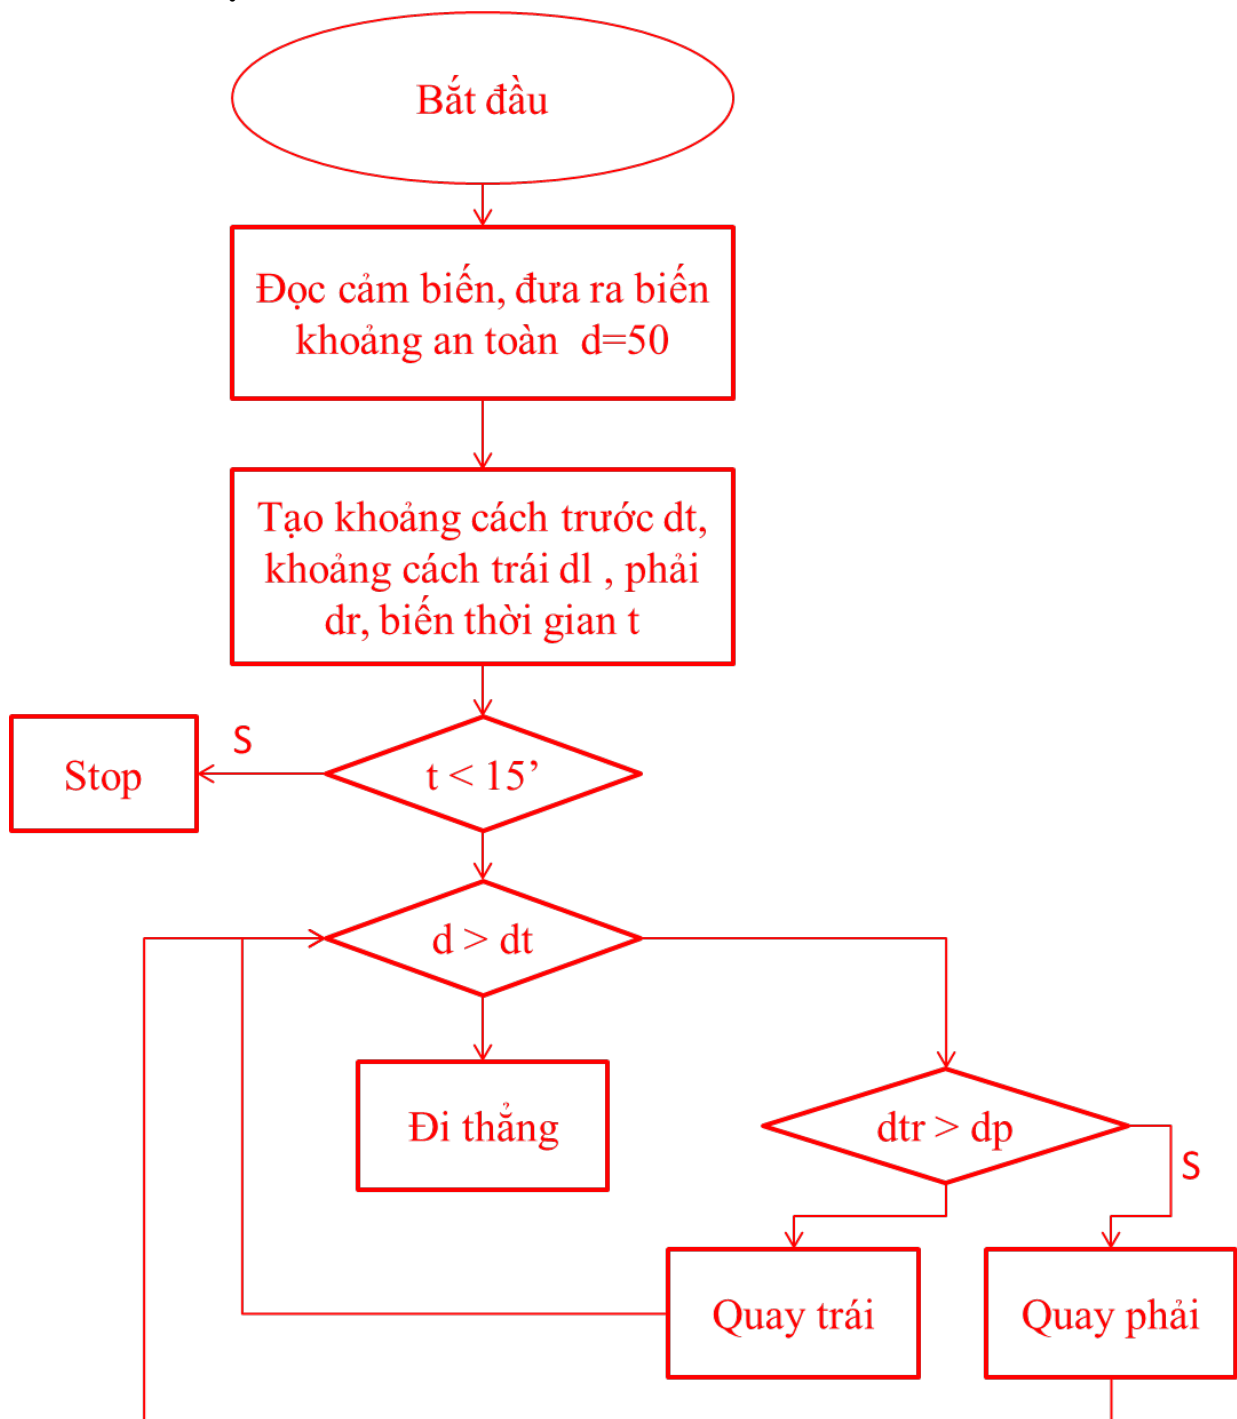 Bắt đầu
Đọc cảm biến, đưa ra biến
khoảng an toàn d=50
Tạo khoảng cách trước dt,
khoảng cách trái dl , phải
dr, biến thời gian t
S
Stop
t < 15’
d > dt
Đi thẳng
dtr > dp
S
Quay trái
Quay phải